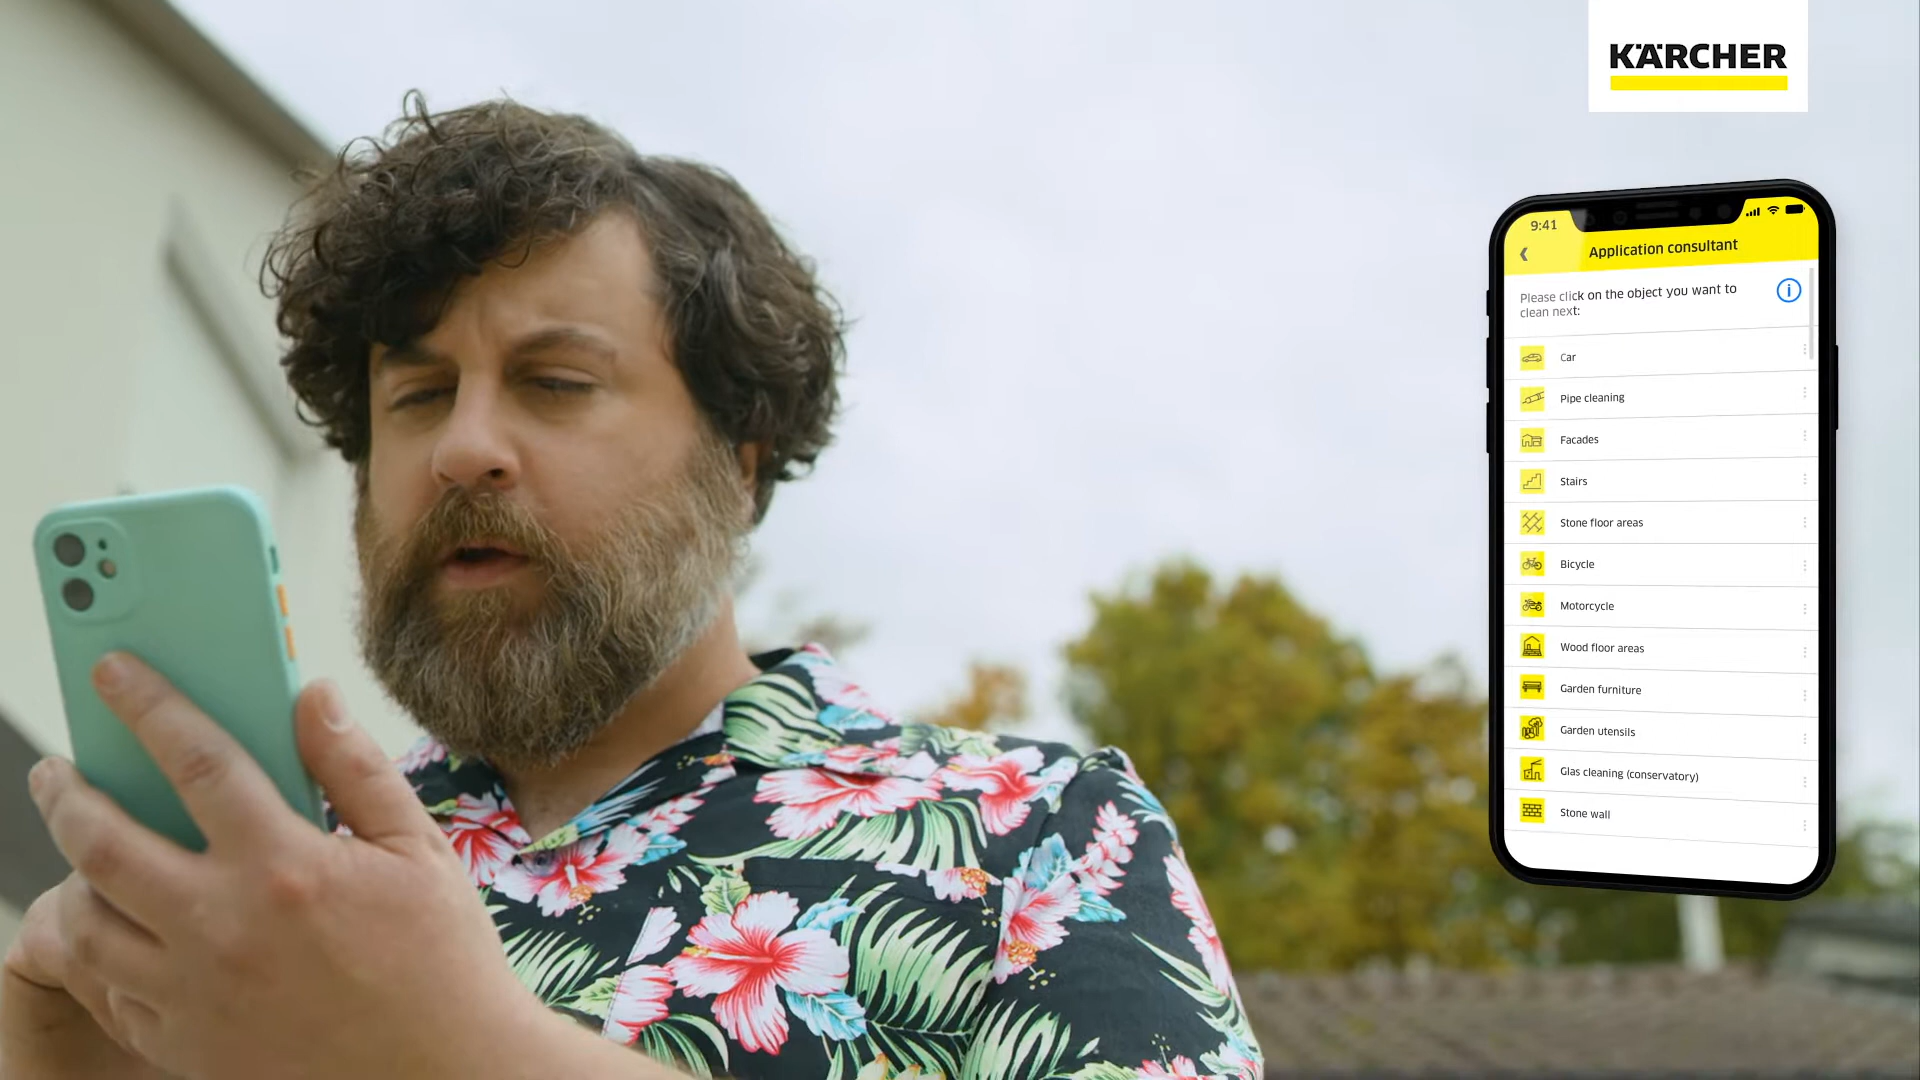 KÄRCHER
9:41
Application consultant
Please click on the object you want to
clean next:
Car
Pipe cleaning
Facades
Stairs
Stone floor areas
Bicycle
Motorcycle
Wood floor areas
Garden furniture
Garden utensils
Glas cleaning (conservatory)
Stone wall